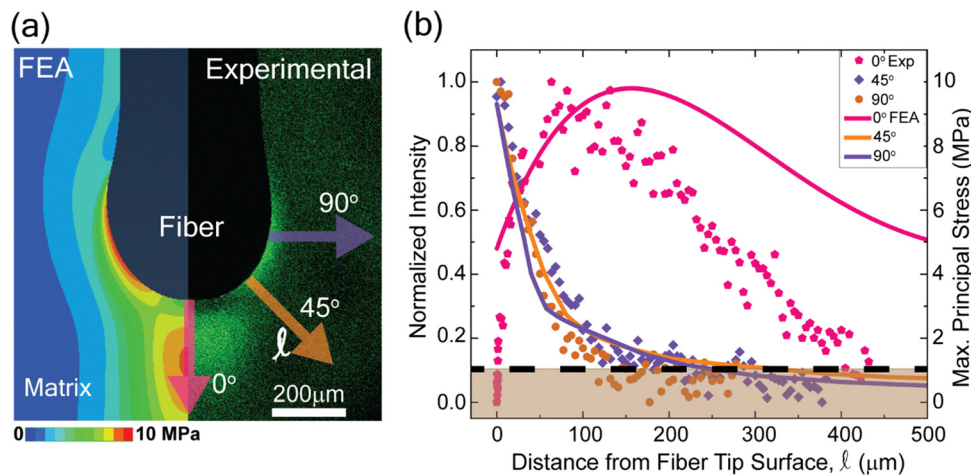 (a)
FEA
Experimental
90°
Fiber
45°
ℓ
0°
Matrix
200μm
0
10 MPa
(b)
0° Exp
45°
90°
0° FEA
45°
90°
1.0
0.8
0.6
0.4
0.2
0.0
Normalized Intensity
10
8
6
4
2
0
Max. Principal Stress (MPa)
0 100 200 300 400 500
Distance from Fiber Tip Surface, ℓ (μm)